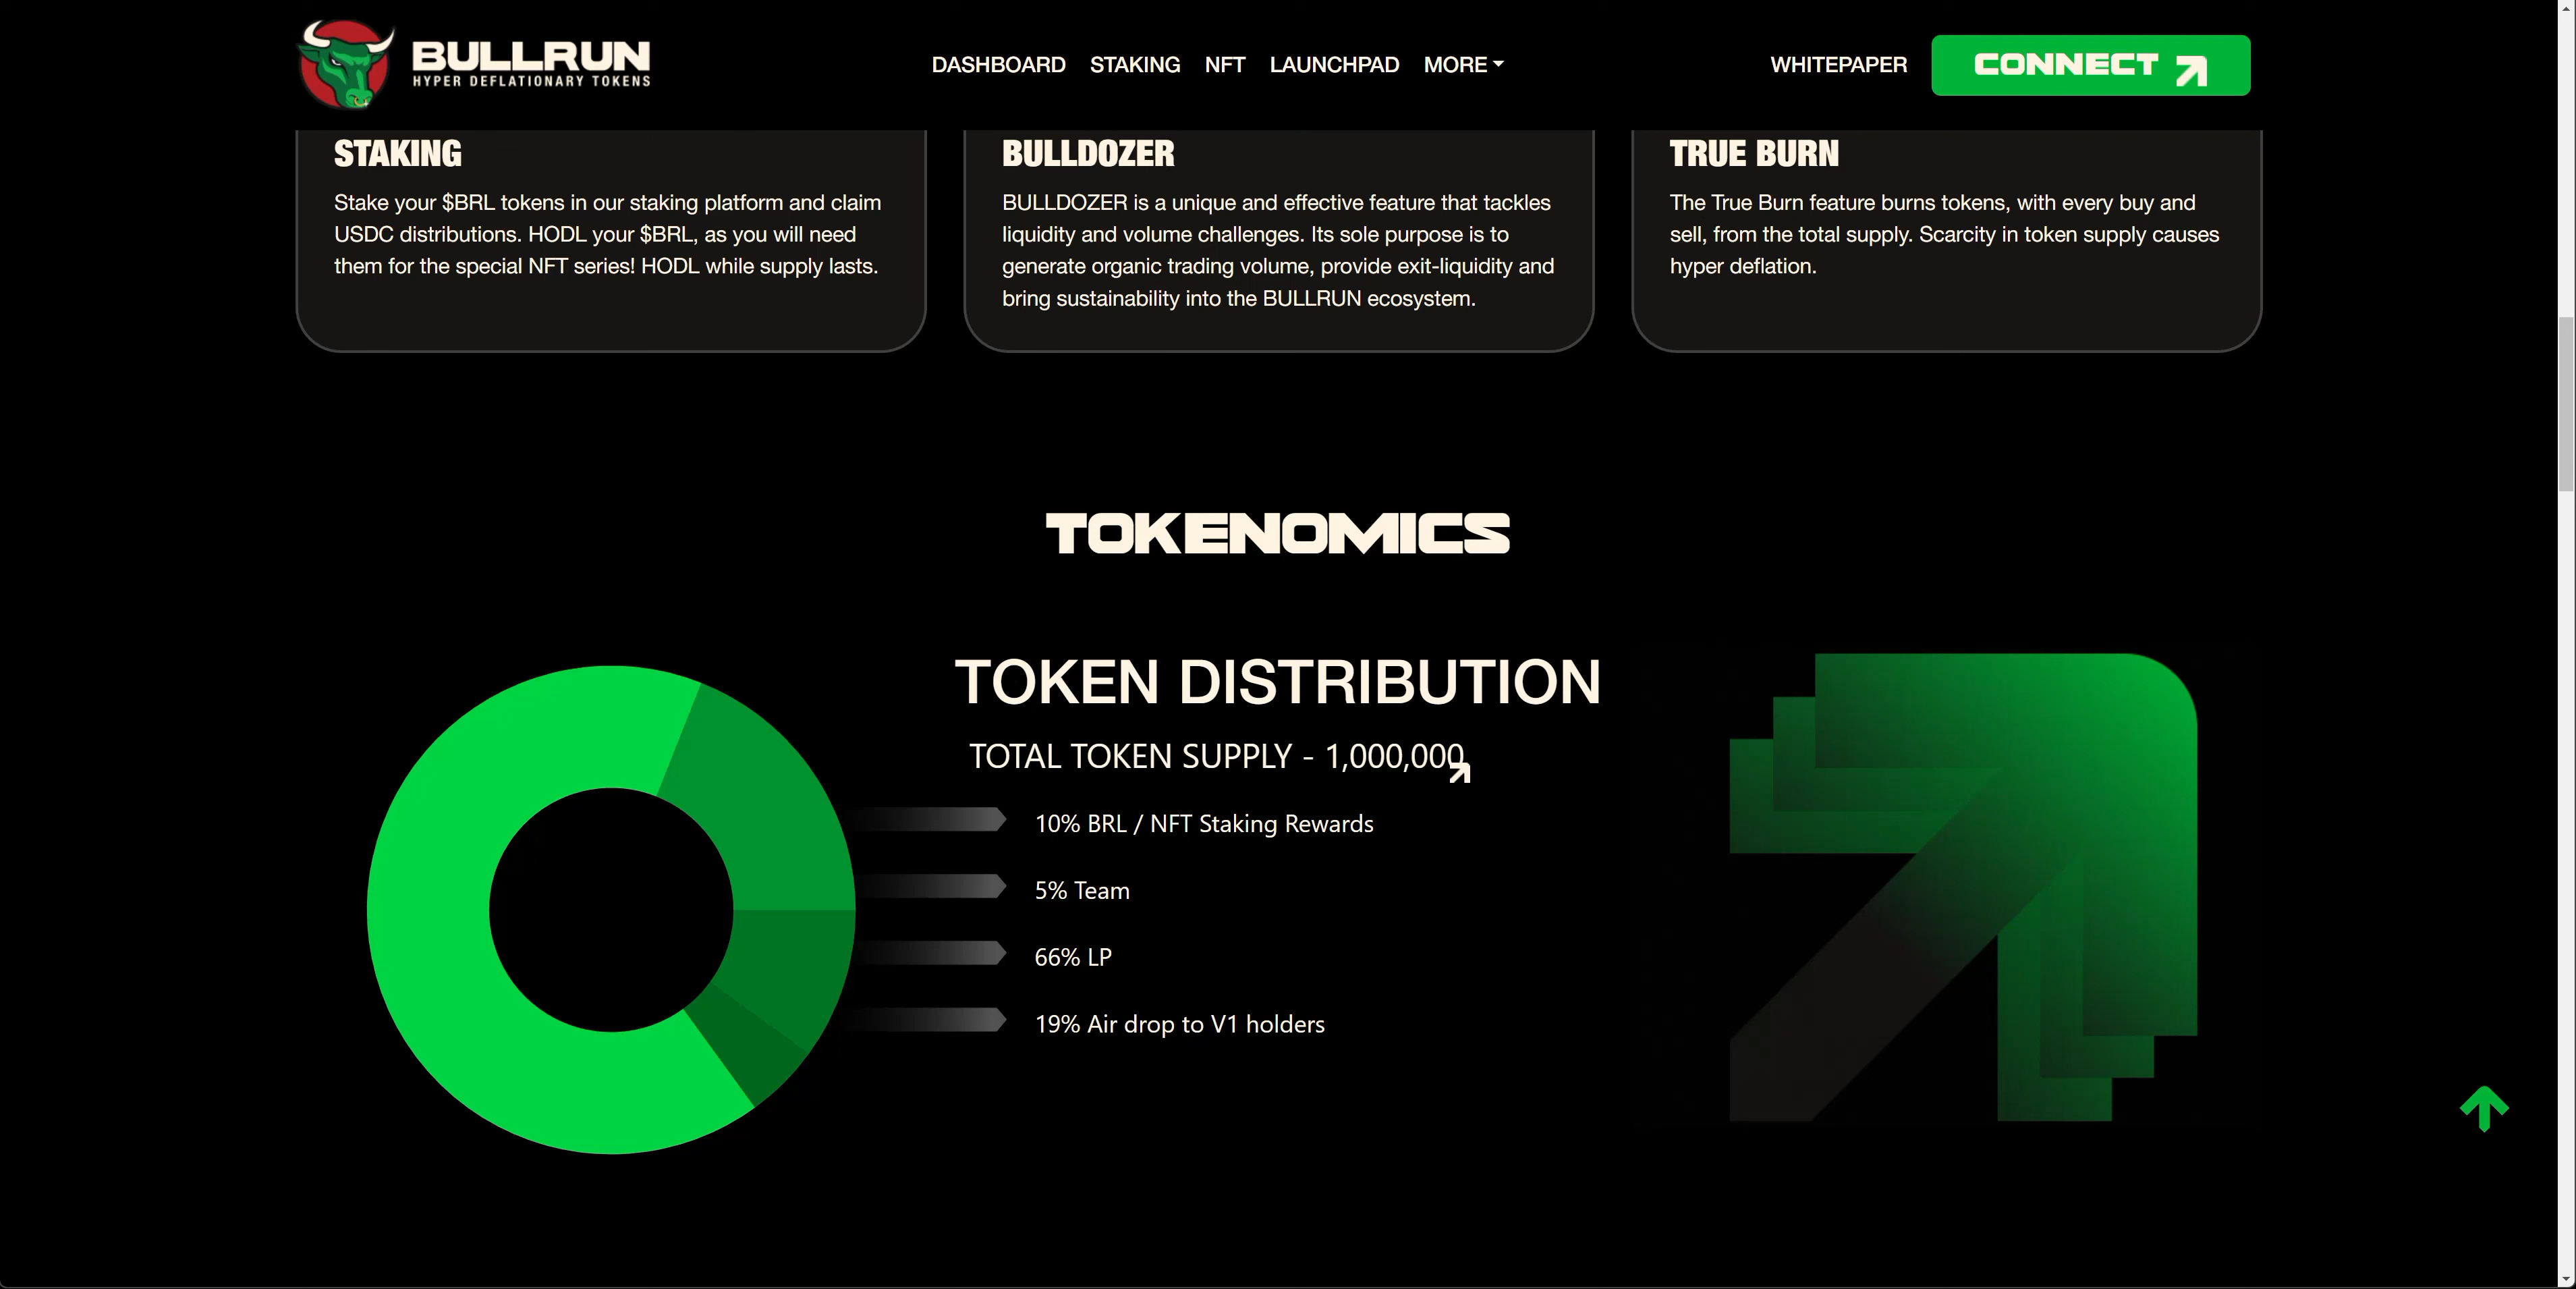 BULLRUN
HYPER DEFLATIONARY TOKENS
DASHBOARD STAKING NFT LAUNCHPAD MORE
WHITEPAPER CONNECT
STAKING
Stake your $BRL tokens in our staking platform and claim
USDC distributions. HODL your $BRL, as you will need
them for the special NFT series! HODL while supply lasts.
BULLDOZER
BULLDOZER is a unique and effective feature that tackles
liquidity and volume challenges. Its sole purpose is to
generate organic trading volume, provide exit-liquidity and
bring sustainability into the BULLRUN ecosystem.
TRUE BURN
The True Burn feature burns tokens, with every buy and
sell, from the total supply. Scarcity in token supply causes
hyper deflation.
TOKENOMICS
TOKEN DISTRIBUTION
TOTAL TOKEN SUPPLY - 1,000,000
10% BRL / NFT Staking Rewards
5% Team
66% LP
19% Air drop to V1 holders